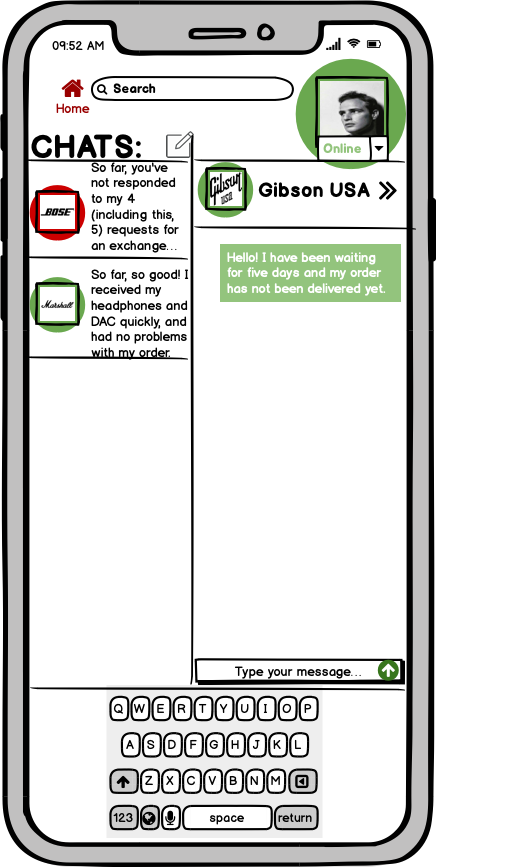 09:52 AM
Search
Home
Online
CHATS:
So far, you've
not responded
to my 4
(including this,
5) requests for
an exchange...
BOSE
So far, so good! I
received my
headphones and
DAC quickly, and
had no problems
with my order.
Marshall
Gibson
USA
Gibson USA
Hello! I have been waiting
for five days and my order
has not been delivered yet.
Type your message...
Q W E R T Y U I O P
A S D F G H J K L
Z X C V B N M
123 space return